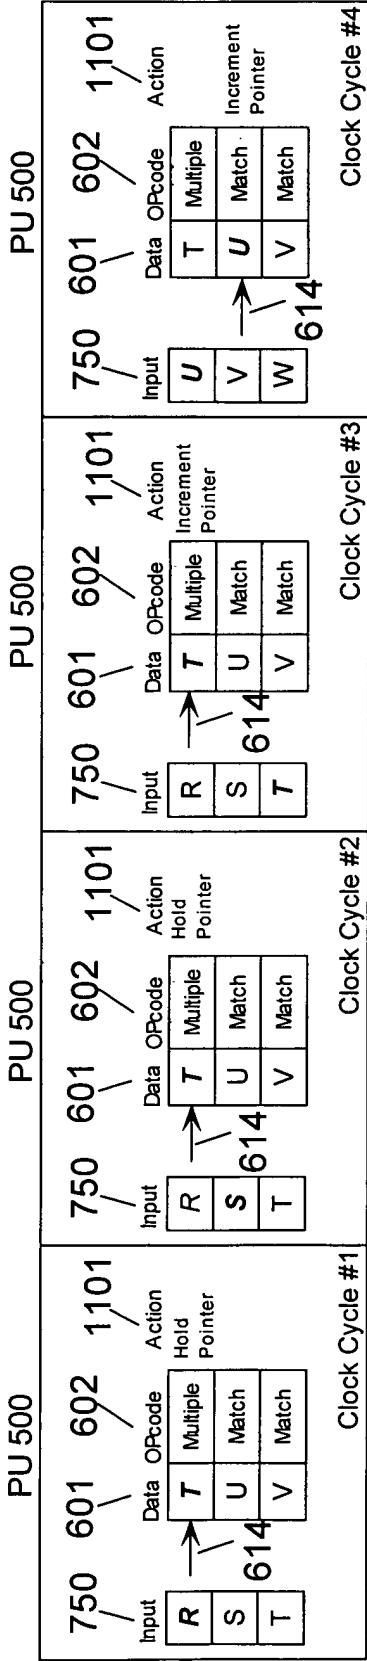 PU 500
750 601 602 1101
Input Data OPcode Action
R T Multiple Hold Pointer
S U Match
T V Match
614
Clock Cycle #1
PU 500
750 601 602 1101
Input Data OPcode Action
R T Multiple Hold Pointer
S U Match
T V Match
614
Clock Cycle #2
PU 500
750 601 602 1101
Input Data OPcode Action
R T Multiple Increment Pointer
S U Match
T V Match
614
Clock Cycle #3
PU 500
750 601 602 1101
Input Data OPcode Action
U T Multiple
V U Match Increment Pointer
W V Match
614
Clock Cycle #4